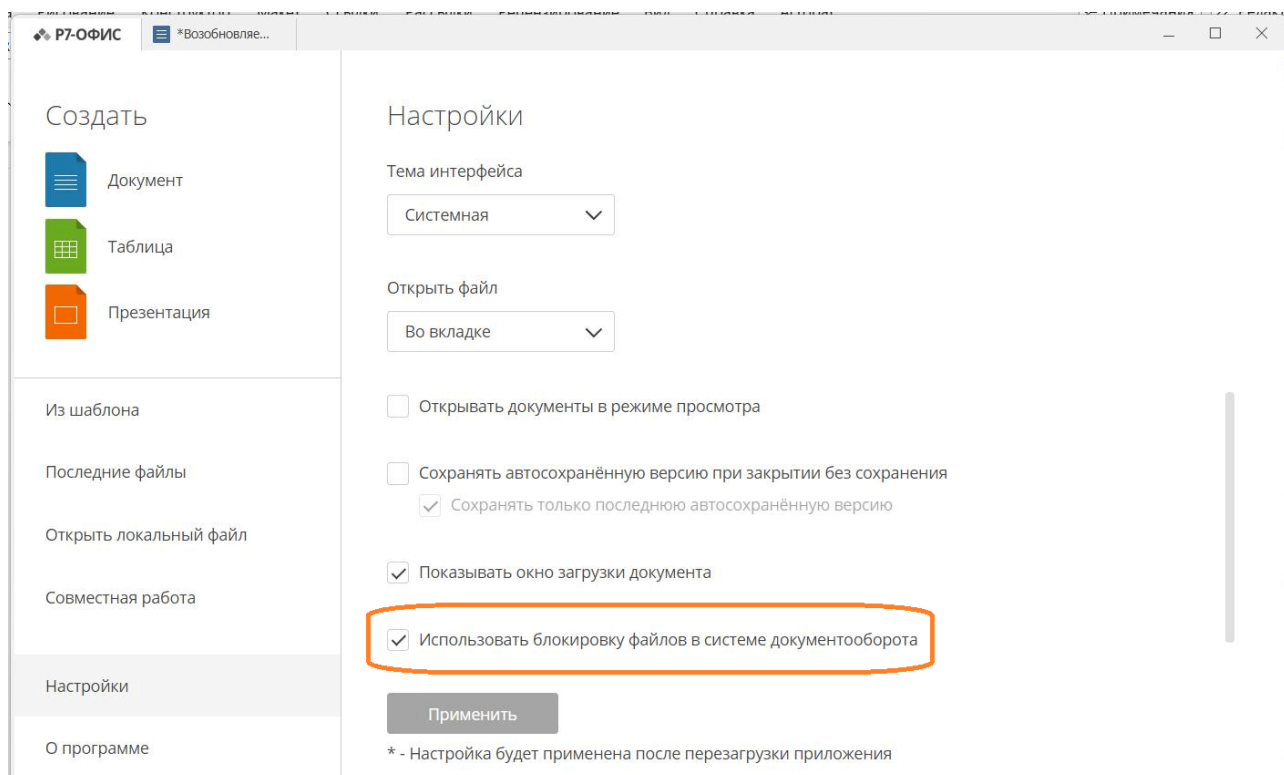 Р7-ОФИС
*Возобновляе...
Создать
Документ
Таблица
Презентация
Из шаблона
Последние файлы
Открыть локальный файл
Совместная работа
Настройки
О программе
Настройки
Тема интерфейса
Системная
Открыть файл
Во вкладке
Открывать документы в режиме просмотра
Сохранять автосохранённую версию при закрытии без сохранения
Сохранять только последнюю автосохранённую версию
Показывать окно загрузки документа
Использовать блокировку файлов в системе документооборота
Применить
* - Настройка будет применена после перезагрузки приложения